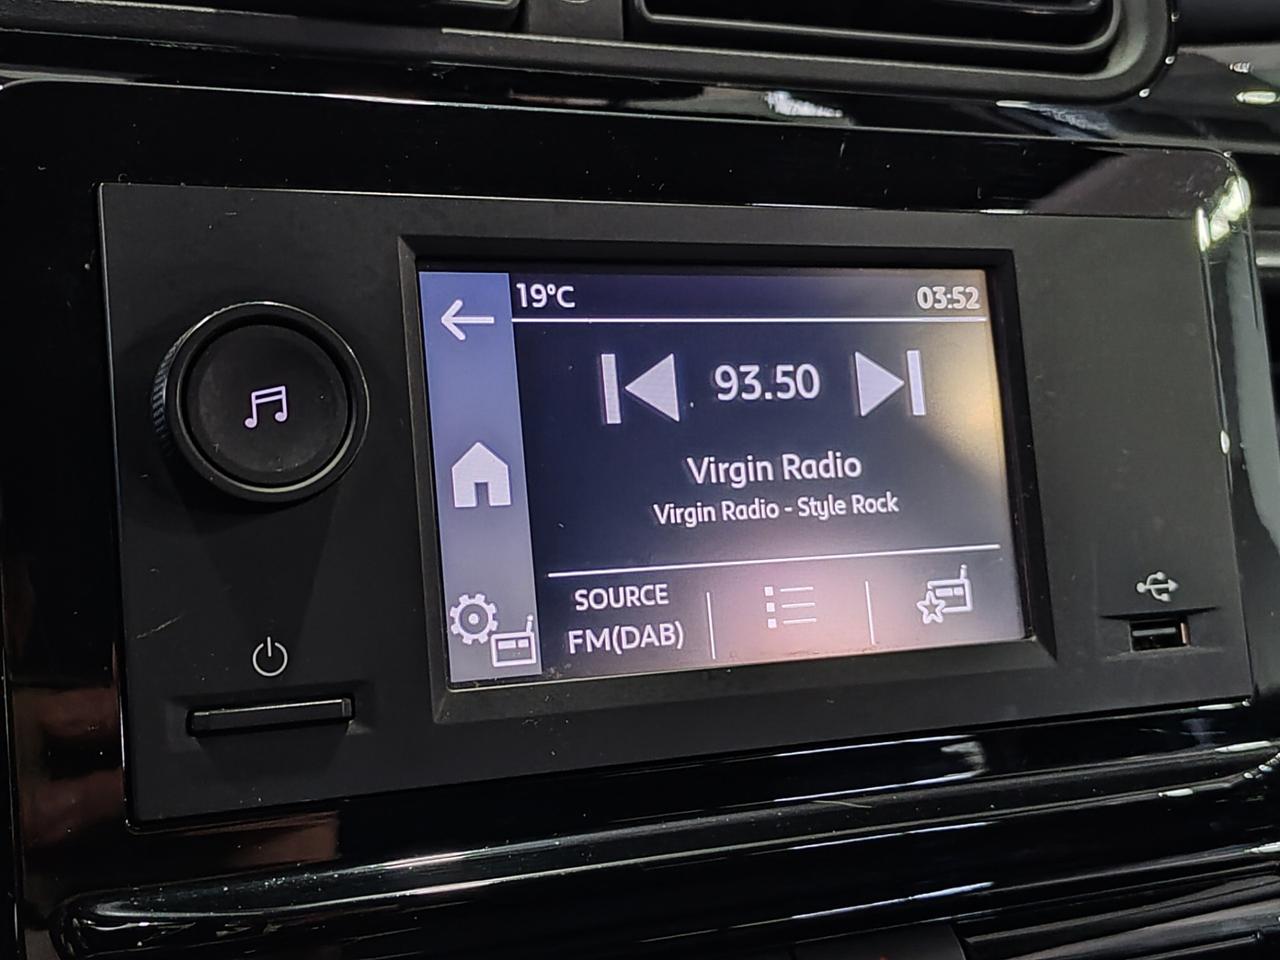 19°C
03:52
93.50
Virgin Radio
Virgin Radio - Style Rock
SOURCE
FM(DAB)